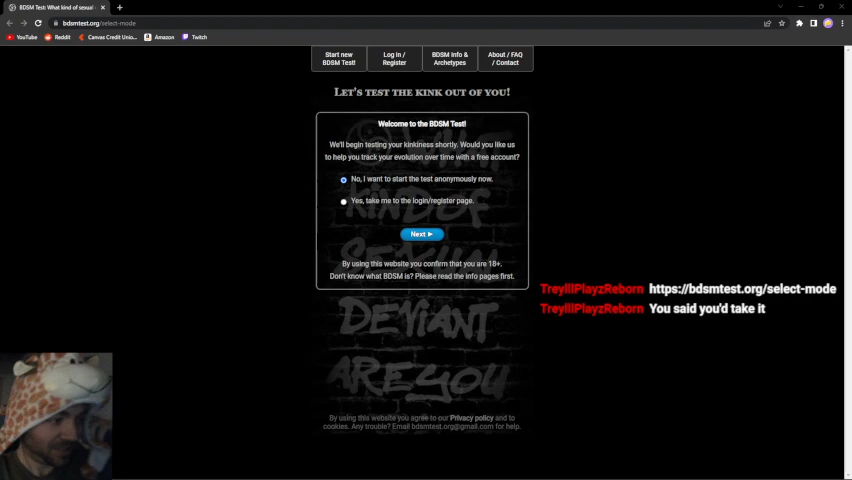 BDSM Test: What kind of sexual
bdsmtest.org/select-mode
YouTube
Reddit
Canvas Credit Unio...
Amazon
Twitch
Start new
BDSM Test!
Log In /
Register
BDSM Info &
Archetypes
About / FAQ
/ Contact
Let's test the kink out of you!
Welcome to the BDSM Test!
We'll begin testing your kinkiness shortly. Would you like us
to help you track your evolution over time with a free account?
No, I want to start the test anonymously now.
Yes, take me to the login/register page.
Next ►
By using this website you confirm that you are 18+.
Don't know what BDSM is? Please read the info pages first.
WHAT
KIND OF
SEXUAL
DEVIANT
ARE YOU
TreyIIIPlayzReborn https://bdsmtest.org/select-mode
TreyIIIPlayzReborn You said you'd take it
By using this website you agree to our Privacy policy and to
cookies. Any trouble? Email bdsmtest.org@gmail.com for help.